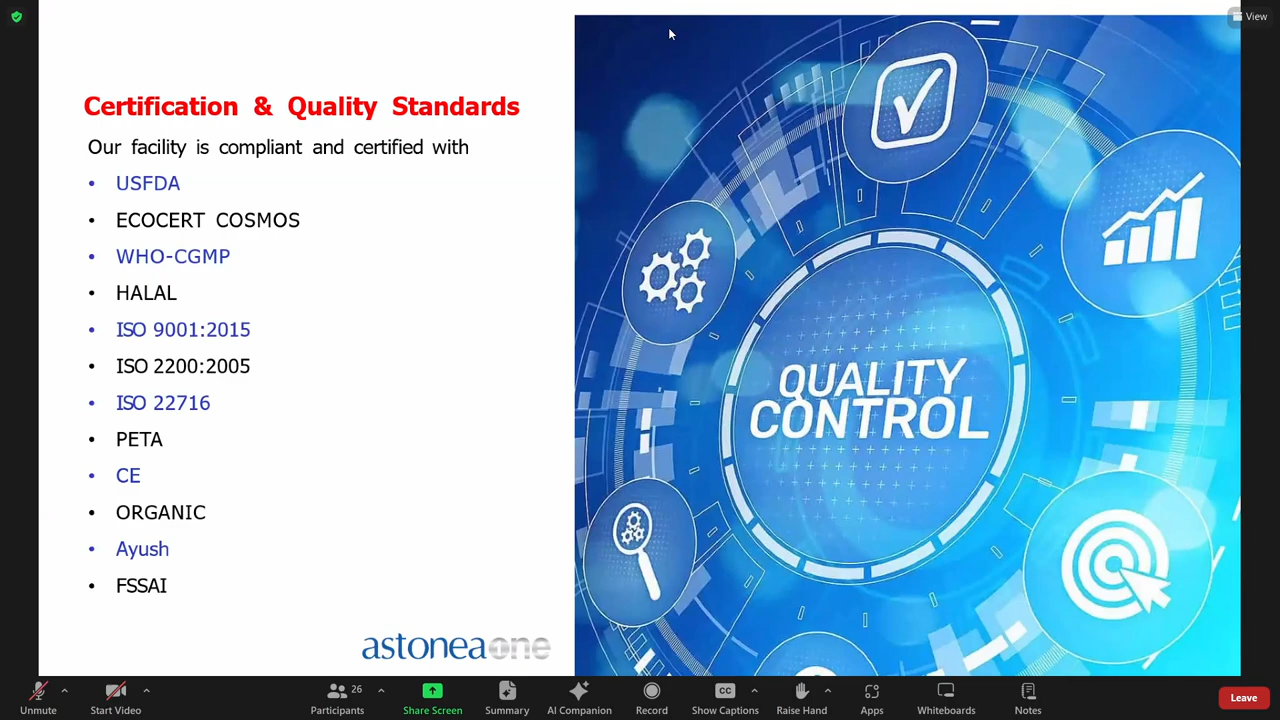 View
Certification & Quality Standards
Our facility is compliant and certified with
• USFDA
• ECOCERT COSMOS
• WHO-CGMP
• HALAL
• ISO 9001:2015
• ISO 2200:2005
• ISO 22716
• PETA
• CE
• ORGANIC
• Ayush
• FSSAI
astoneaone
QUALITY
CONTROL
26
CC
Unmute
Start Video
Participants
Share Screen
Summary
AI Companion
Record
Show Captions
Raise Hand
Apps
Whiteboards
Notes
Leave